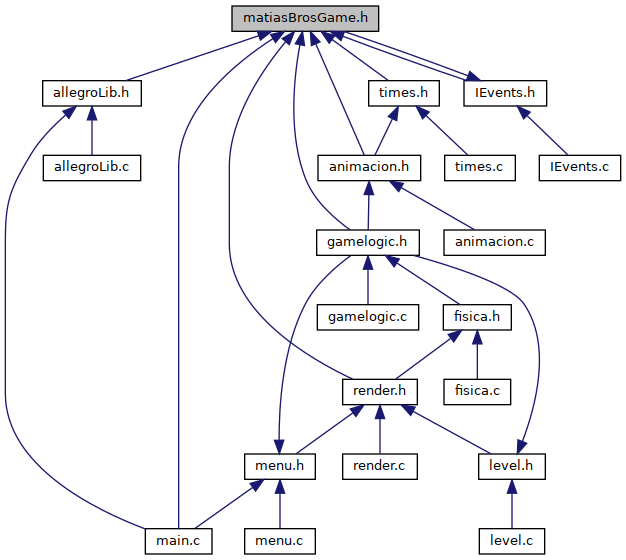 matiasBrosGame.h
allegroLib.h
times.h
IEvents.h
allegroLib.c
animacion.h
times.c
IEvents.c
gamelogic.h
animacion.c
gamelogic.c
fisica.h
render.h
fisica.c
menu.h
render.c
level.h
main.c
menu.c
level.c